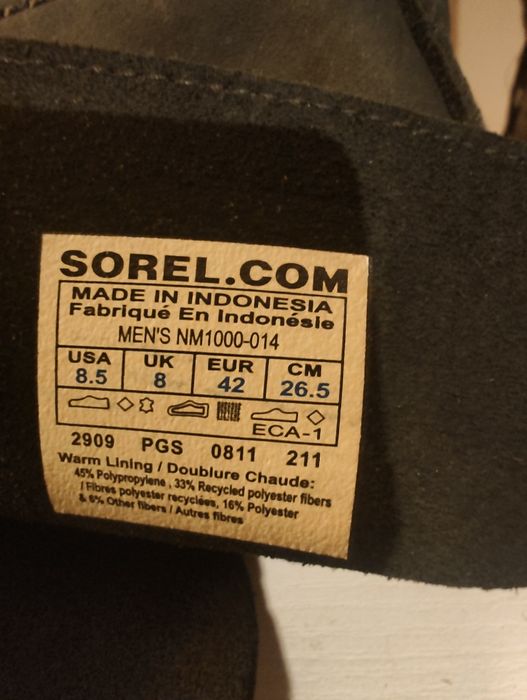 SOREL.COM
MADE IN INDONESIA
Fabriqué En Indonésie
MEN'S NM1000-014
USA UK EUR CM
8.5 8 42 26.5
ECA-1
2909 PGS 0811 211
Warm Lining / Doublure Chaude:
45% Polypropylene , 33% Recycled polyester fibers
/ Fibres polyester recyclées, 16% Polyester
& 6% Other fibers / Autres fibres